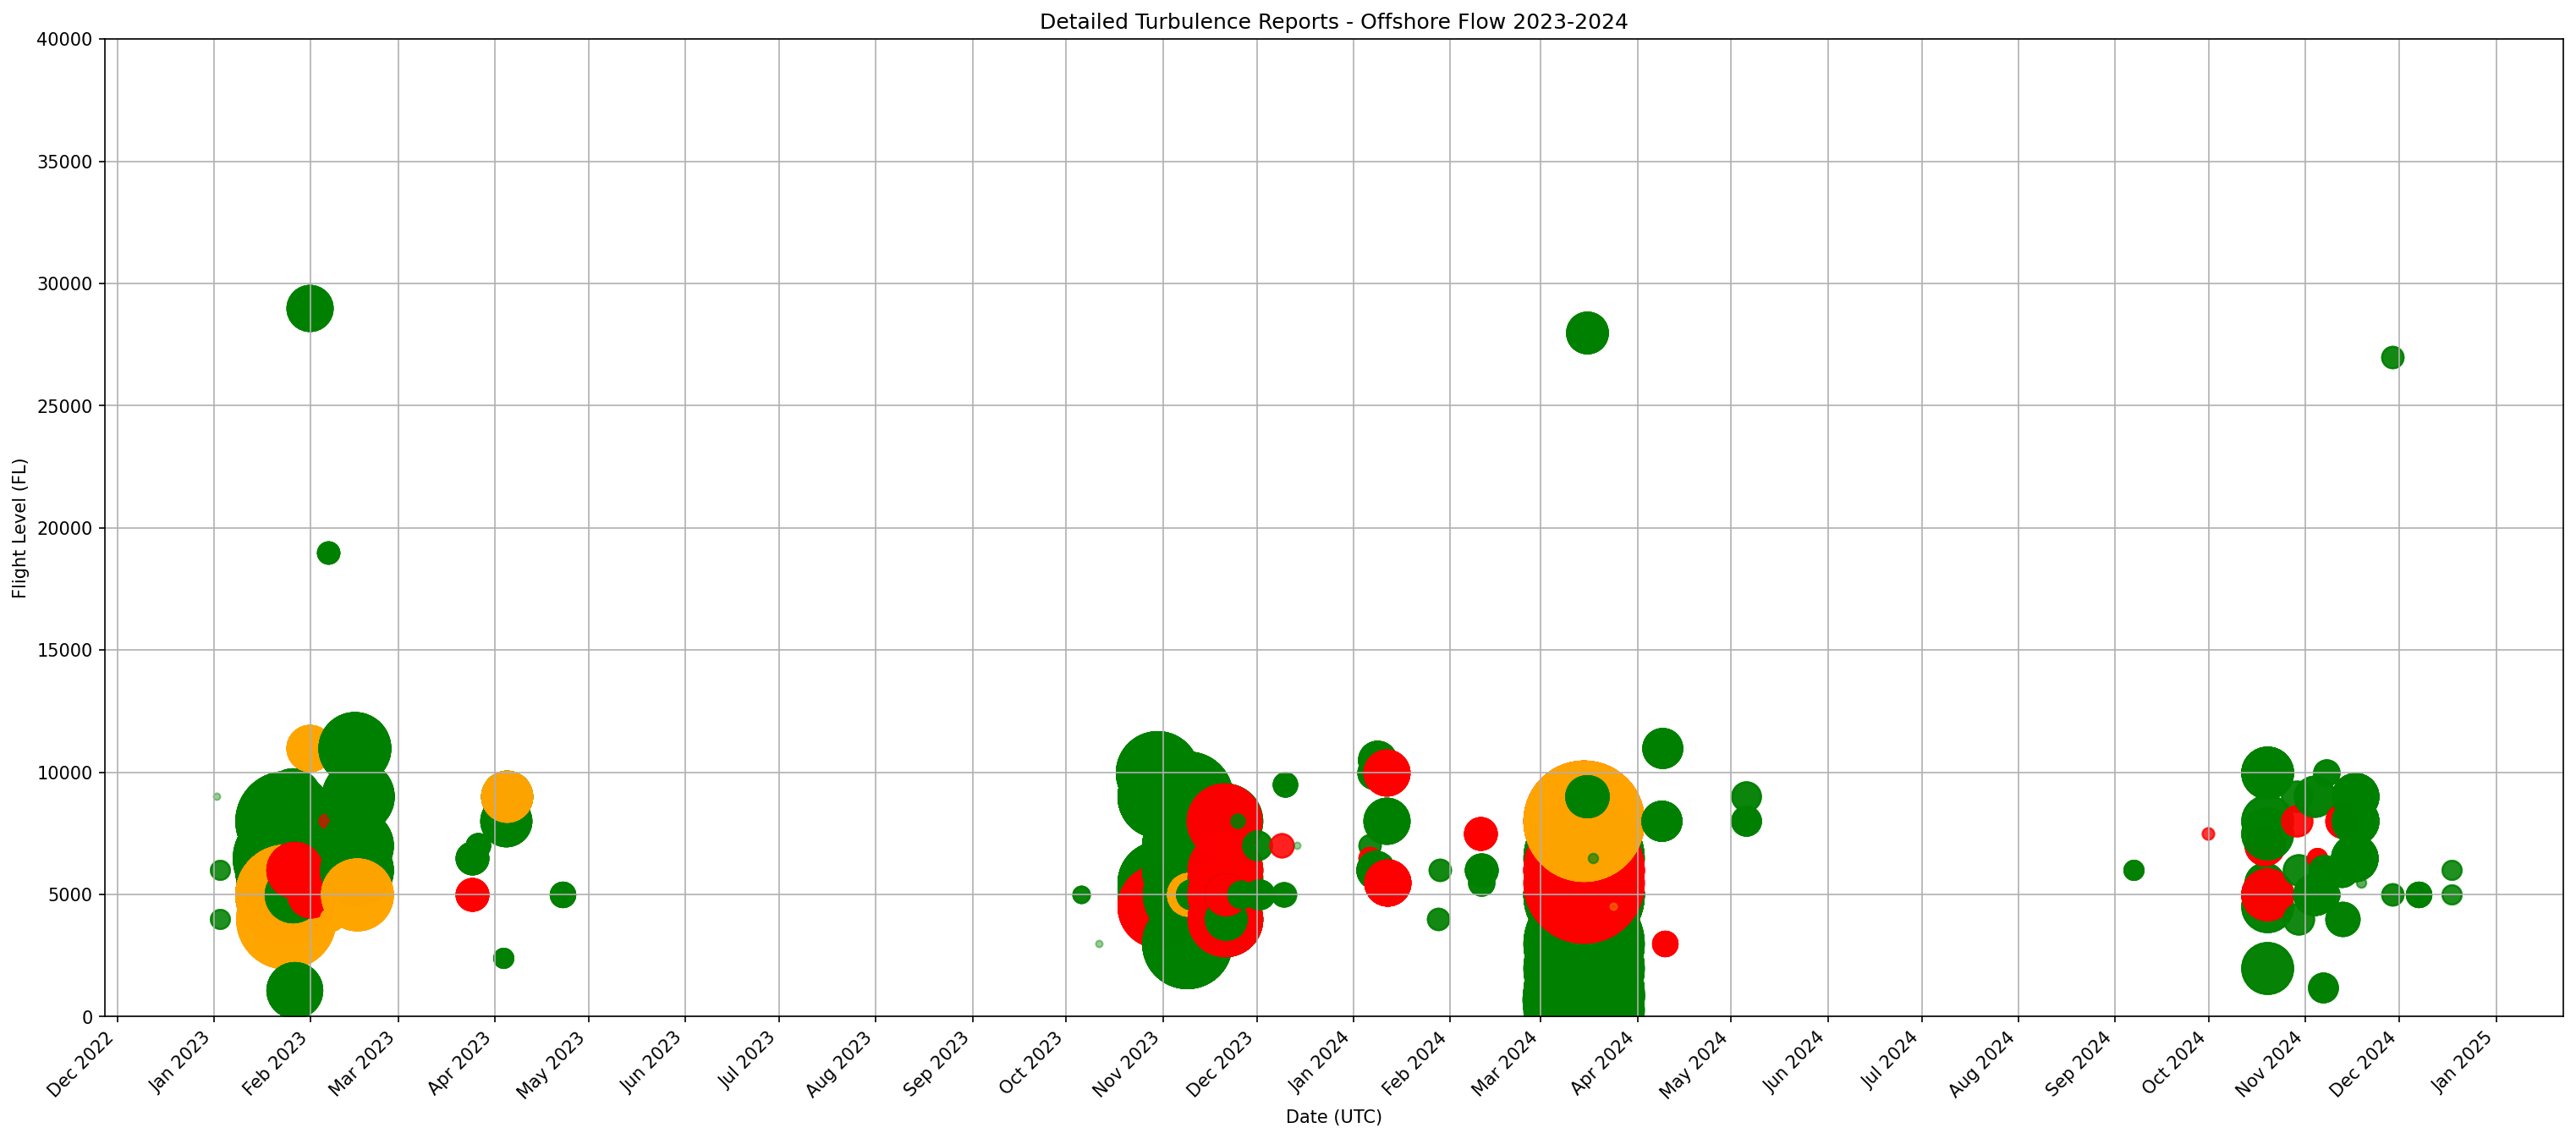 Detailed Turbulence Reports - Offshore Flow 2023-2024
40000
35000
30000
25000
20000
15000
10000
5000
0
Flight Level (FL)
Dec 2022
Jan 2023
Feb 2023
Mar 2023
Apr 2023
May 2023
Jun 2023
Jul 2023
Aug 2023
Sep 2023
Oct 2023
Nov 2023
Dec 2023
Jan 2024
Feb 2024
Mar 2024
Apr 2024
May 2024
Jun 2024
Jul 2024
Aug 2024
Sep 2024
Oct 2024
Nov 2024
Dec 2024
Jan 2025
Date (UTC)